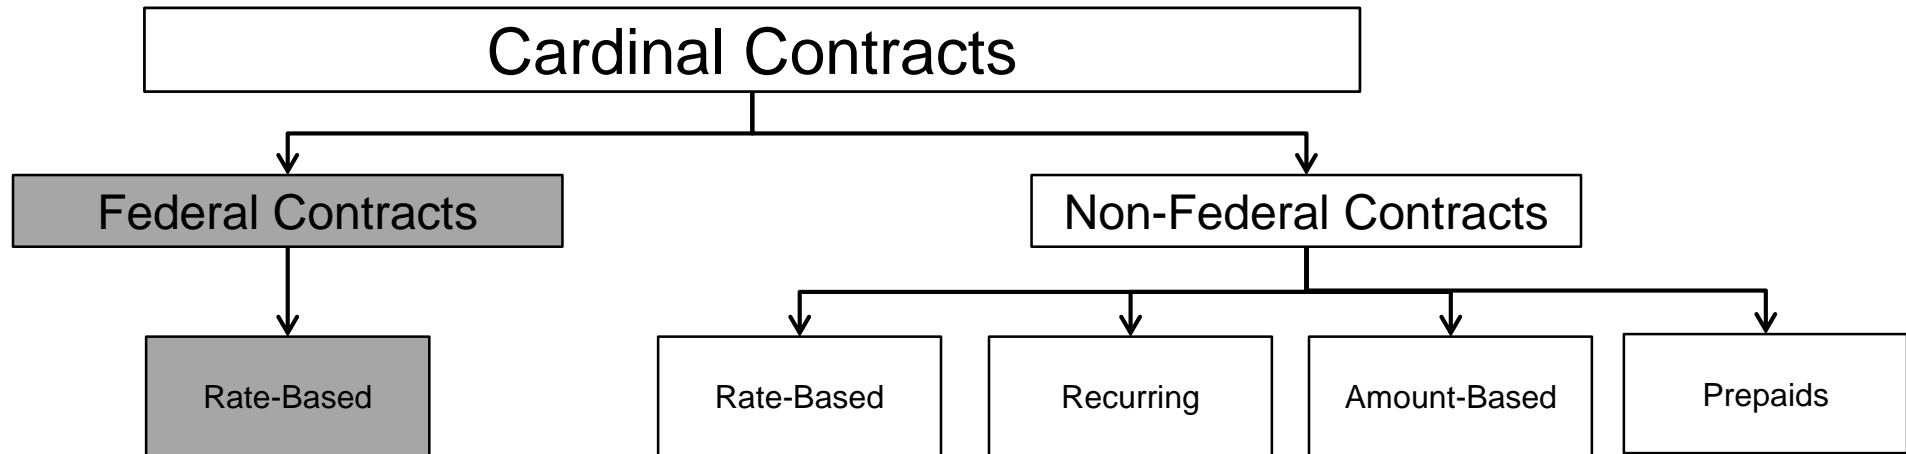 Cardinal Contracts
Federal Contracts
Non-Federal Contracts
Rate-Based
Rate-Based
Recurring
Amount-Based
Prepaids